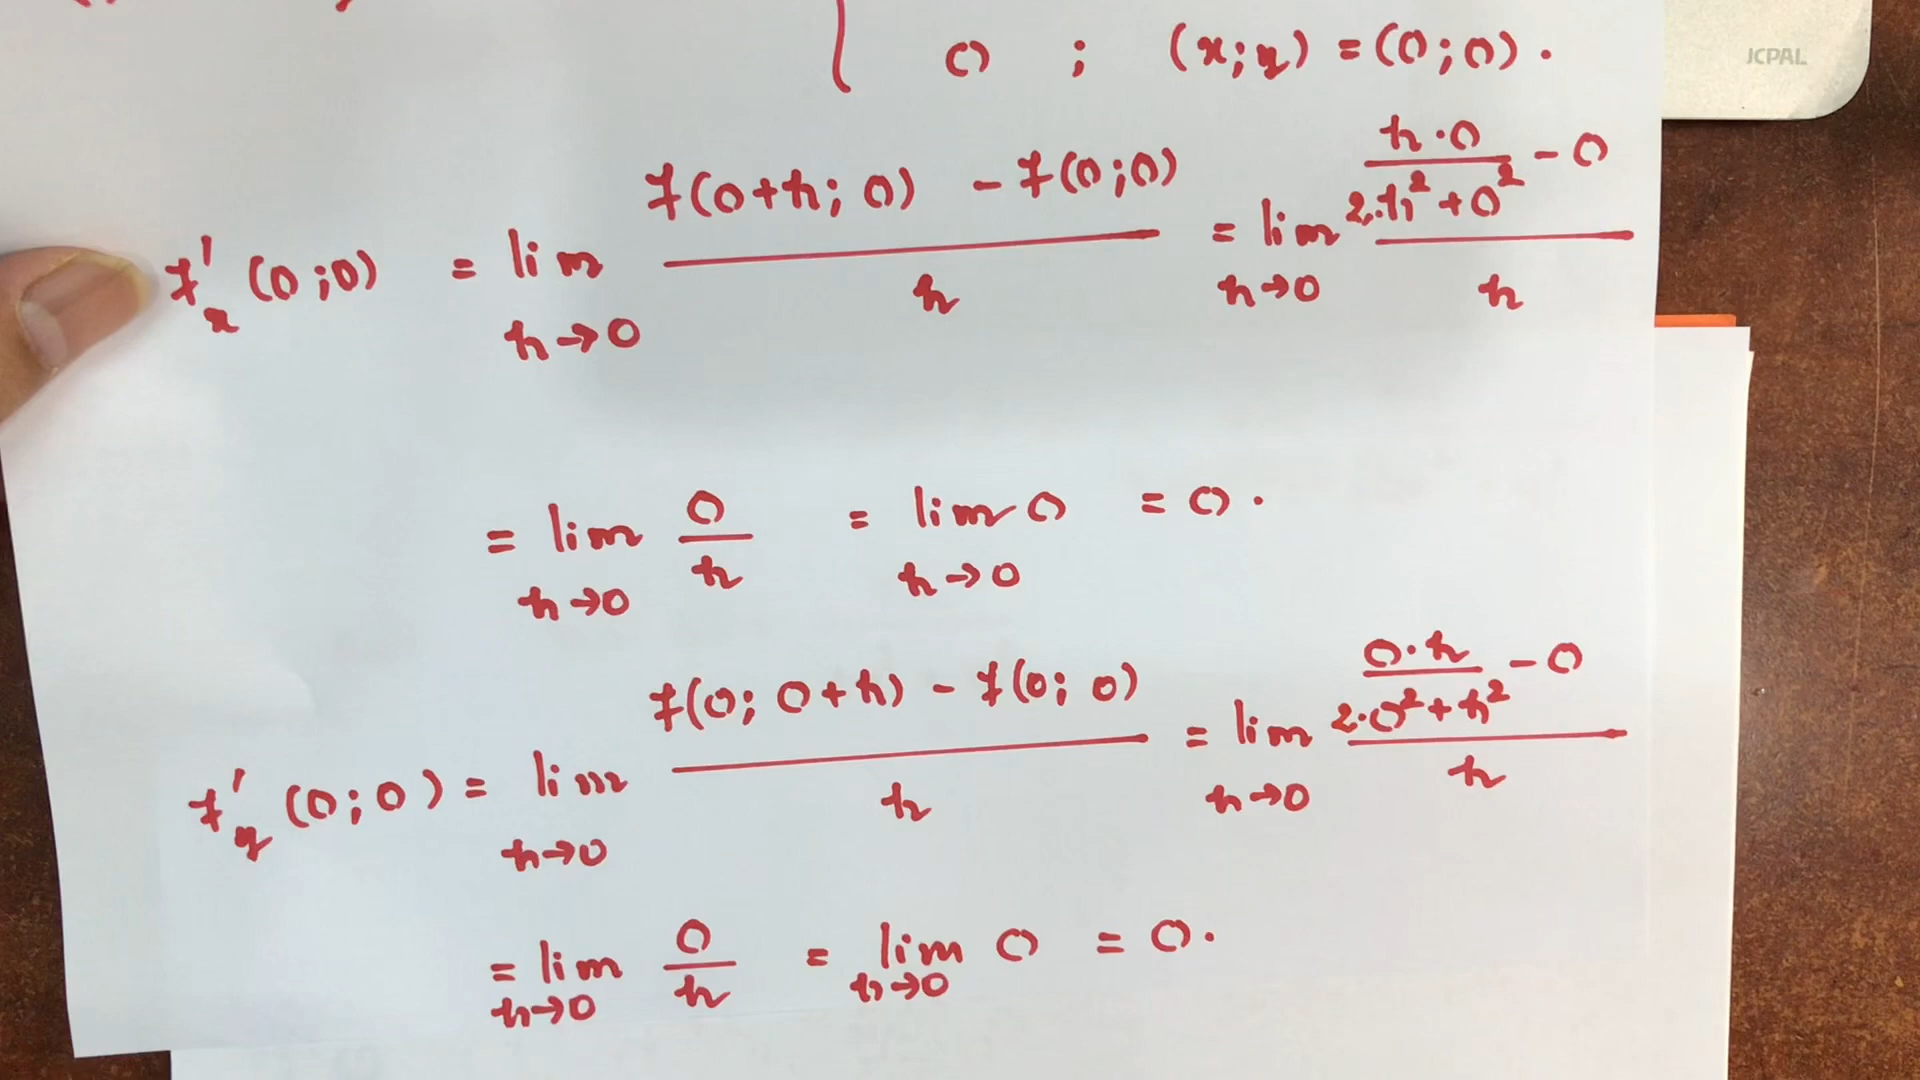 0 ; (x;y) = (0;0).
JCPAL
f'x (0;0) = lim h→0 (f(0+h; 0) - f(0;0))/h = lim h→0 ((h·0)/(2·h²+0²) - 0)/h
= lim h→0 0/h = lim h→0 0 = 0.
f'y (0;0) = lim h→0 (f(0; 0+h) - f(0; 0))/h = lim h→0 ((0·h)/(2·0²+h²) - 0)/h
= lim h→0 0/h = lim h→0 0 = 0.